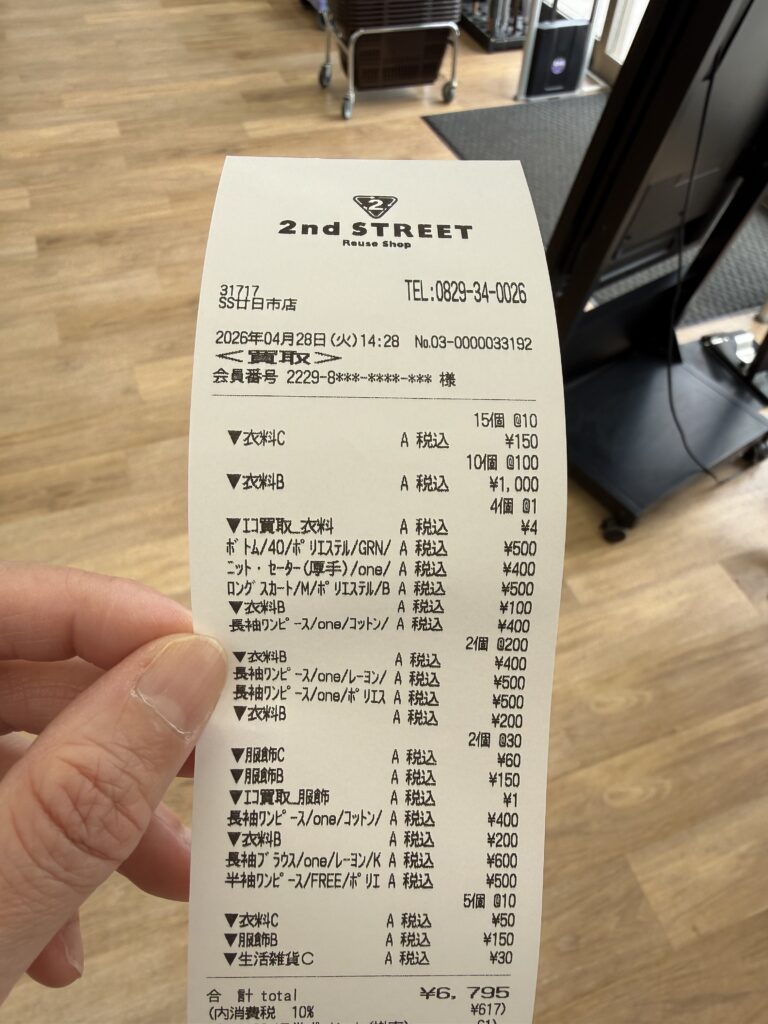 2
2nd STREET
Reuse Shop
31717
SS廿日市店
TEL:0829-34-0026
2026年04月28日(火)14:28 №03-0000033192
<買取>
会員番号 2229-8***-****-*** 様
15個 @10
▼衣料C A 税込 ¥150
10個 @100
▼衣料B A 税込 ¥1,000
4個 @1
▼エコ買取_衣料 A 税込 ¥4
ボトム/40/ポリエステル/GRN/ A 税込 ¥500
ニット・セーター(厚手)/one/ A 税込 ¥400
ロングスカート/M/ポリエステル/B A 税込 ¥500
▼衣料B A 税込 ¥100
長袖ワンピース/one/コットン/ A 税込 ¥400
2個 @200
▼衣料B A 税込 ¥400
長袖ワンピース/one/レーヨン/ A 税込 ¥500
長袖ワンピース/one/ポリエス A 税込 ¥500
▼衣料B A 税込 ¥200
2個 @30
▼服飾C A 税込 ¥60
▼服飾B A 税込 ¥150
▼エコ買取_服飾 A 税込 ¥1
長袖ワンピース/one/コットン/ A 税込 ¥400
▼衣料B A 税込 ¥200
長袖ブラウス/one/レーヨン/K A 税込 ¥600
半袖ワンピース/FREE/ポリエ A 税込 ¥500
5個 @10
▼衣料C A 税込 ¥50
▼服飾B A 税込 ¥150
▼生活雑貨C A 税込 ¥30
合 計 total ¥6,795
(内消費税 10% ¥617)